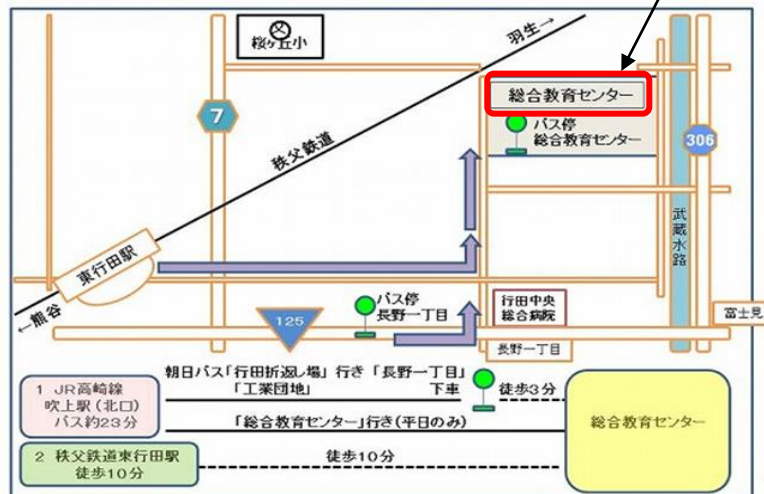 桜ヶ丘小
羽生→
総合教育センター
バス停
総合教育センター
7
306
秩父鉄道
武蔵水路
東行田駅
←熊谷
バス停
長野一丁目
125
行田中央
総合病院
富士見
長野一丁目
朝日バス「行田折返し場」行き「長野一丁目」
「工業団地」 下車
徒歩3分
1 JR高崎線
吹上駅(北口)
バス約23分
「総合教育センター」行き(平日のみ)
総合教育センター
2 秩父鉄道東行田駅
徒歩10分
徒歩10分